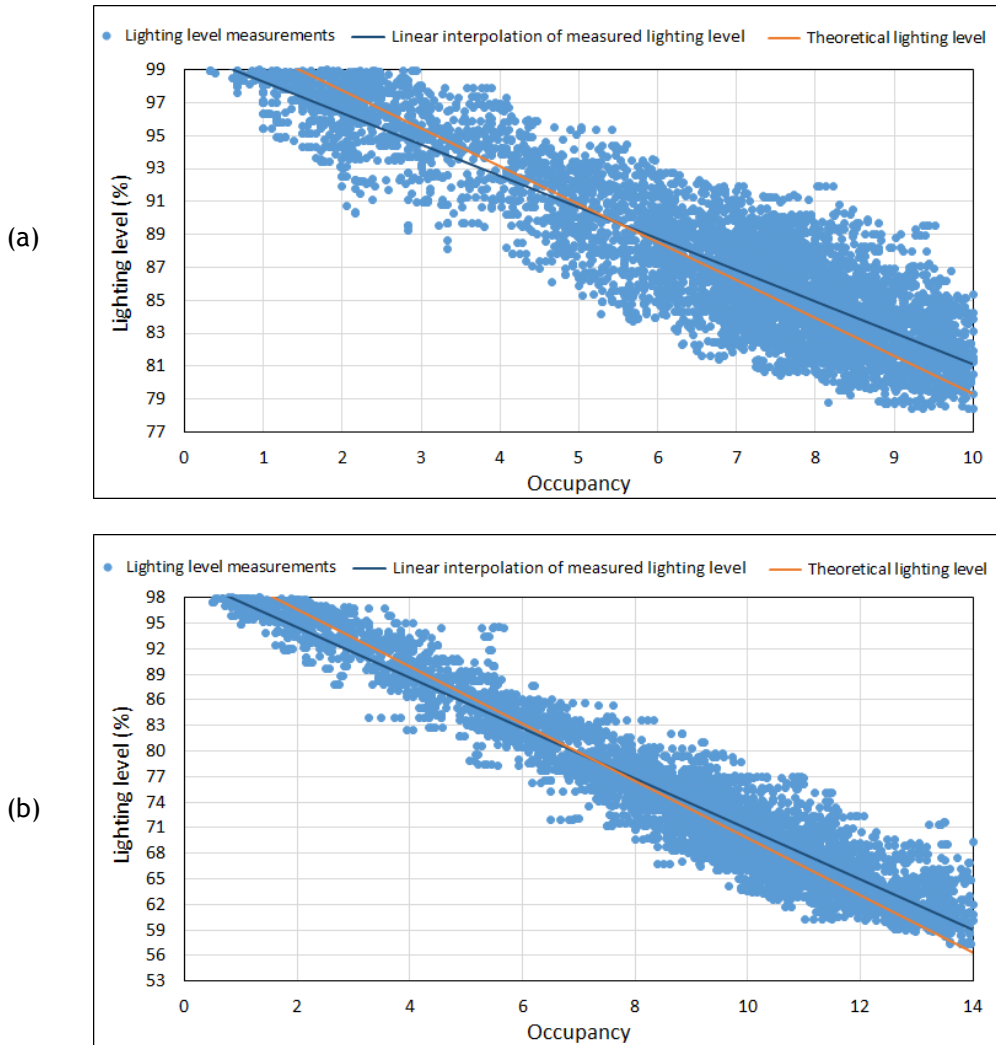 Lighting level measurements Linear interpolation of measured lighting level Theoretical lighting level
99
97
95
93
91
89
87
85
83
81
79
77
Lighting level (%)
(a)
0 1 2 3 4 5 6 7 8 9 10
Occupancy
Lighting level measurements Linear interpolation of measured lighting level Theoretical lighting level
98
95
92
89
86
83
80
77
74
71
68
65
62
59
56
53
Lighting level (%)
(b)
0 2 4 6 8 10 12 14
Occupancy